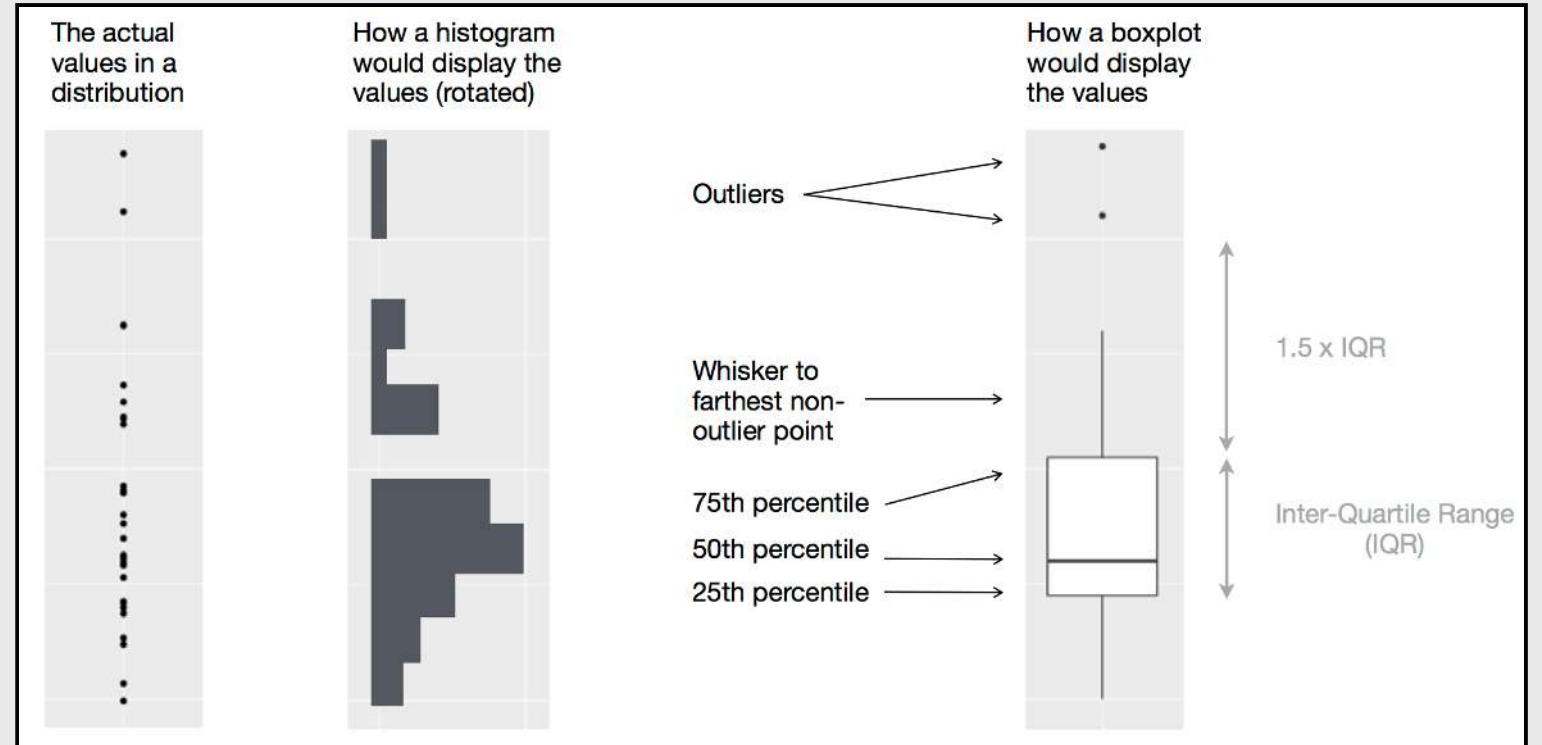 The actual
values in a
distribution
How a histogram
would display the
values (rotated)
How a boxplot
would display
the values
Outliers
1.5 x IQR
Whisker to
farthest non-
outlier point
75th percentile
50th percentile
25th percentile
Inter-Quartile Range
(IQR)